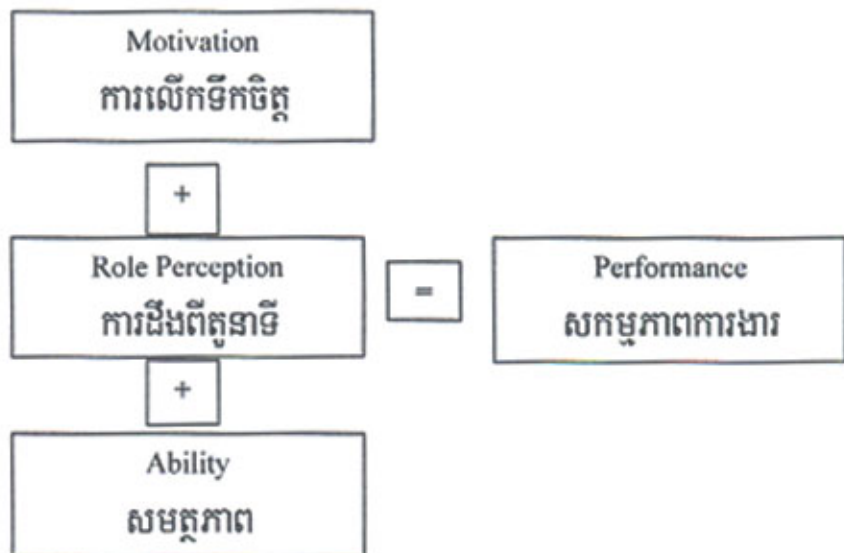 Motivation
ការលើកទឹកចិត្ត
+
Role Perception
ការដឹងពីតួនាទី
=
Performance
សកម្មភាពការងារ
+
Ability
សមត្ថភាព